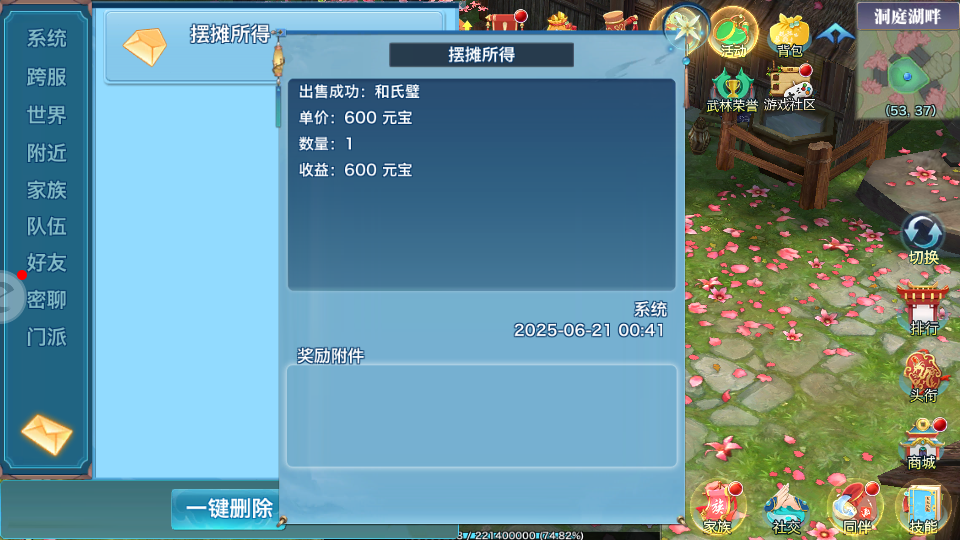 系统
跨服
世界
附近
家族
队伍
好友
密聊
门派
摆摊所得
一键删除
摆摊所得
出售成功：和氏璧
单价：600 元宝
数量：1
收益：600 元宝
系统
2025-06-21 00:41
奖励附件
活动
背包
武林荣誉
游戏社区
洞庭湖畔
(53, 37)
切换
排行
头衔
商城
家族
社交
同伴
技能
/ 221400000 (74.82%)